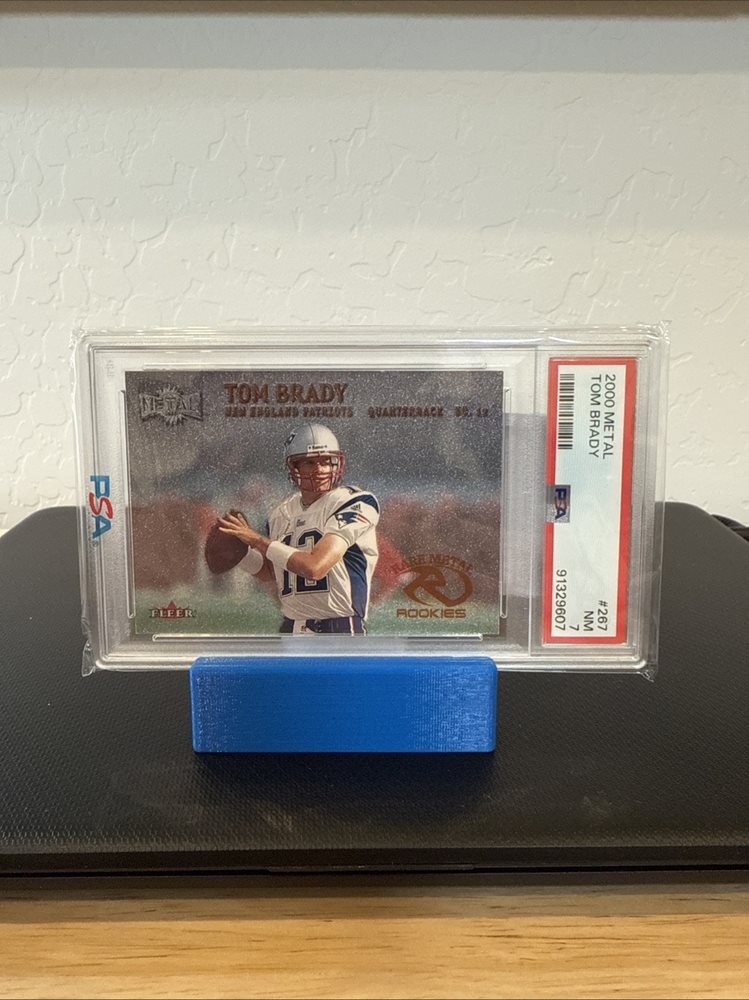 METAL
TOM BRADY
NEW ENGLAND PATRIOTS QUARTERBACK NO. 12
12
RARE METAL
R
ROOKIES
FLEER
PSA
2000 METAL
TOM BRADY
PSA
#267
NM
7
91329607